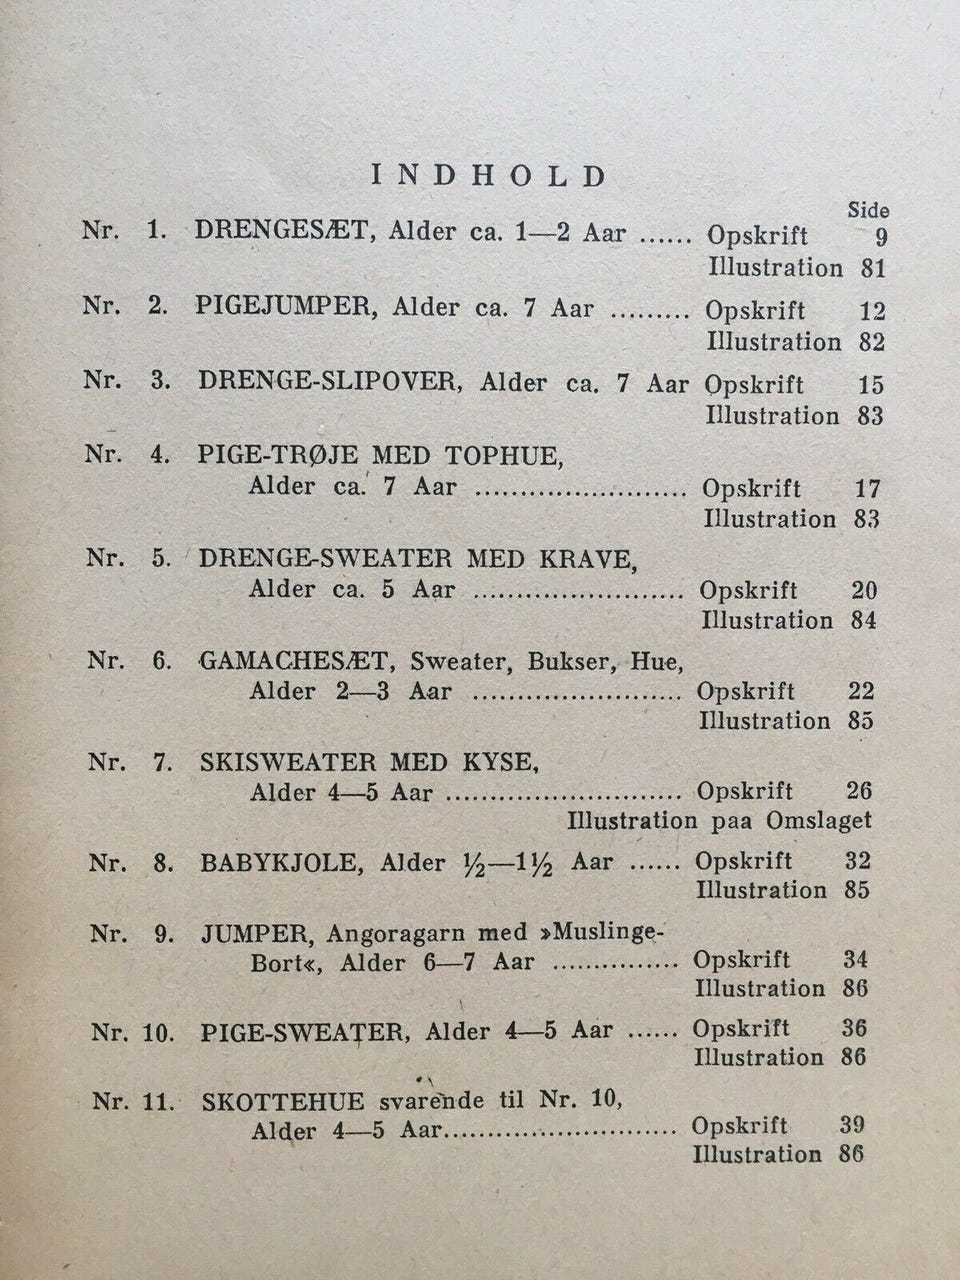 INDHOLD
Side
Nr. 1. DRENGESÆT, Alder ca. 1—2 Aar ...... Opskrift 9
Illustration 81
Nr. 2. PIGEJUMPER, Alder ca. 7 Aar ......... Opskrift 12
Illustration 82
Nr. 3. DRENGE-SLIPOVER, Alder ca. 7 Aar Opskrift 15
Illustration 83
Nr. 4. PIGE-TRØJE MED TOPHUE,
Alder ca. 7 Aar ........................ Opskrift 17
Illustration 83
Nr. 5. DRENGE-SWEATER MED KRAVE,
Alder ca. 5 Aar ........................ Opskrift 20
Illustration 84
Nr. 6. GAMACHESÆT, Sweater, Bukser, Hue,
Alder 2—3 Aar ........................ Opskrift 22
Illustration 85
Nr. 7. SKISWEATER MED KYSE,
Alder 4—5 Aar ........................... Opskrift 26
Illustration paa Omslaget
Nr. 8. BABYKJOLE, Alder ½—1½ Aar ...... Opskrift 32
Illustration 85
Nr. 9. JUMPER, Angoragarn med »Muslinge-
Bort«, Alder 6—7 Aar ............... Opskrift 34
Illustration 86
Nr. 10. PIGE-SWEATER, Alder 4—5 Aar ...... Opskrift 36
Illustration 86
Nr. 11. SKOTTEHUE svarende til Nr. 10,
Alder 4—5 Aar........................... Opskrift 39
Illustration 86